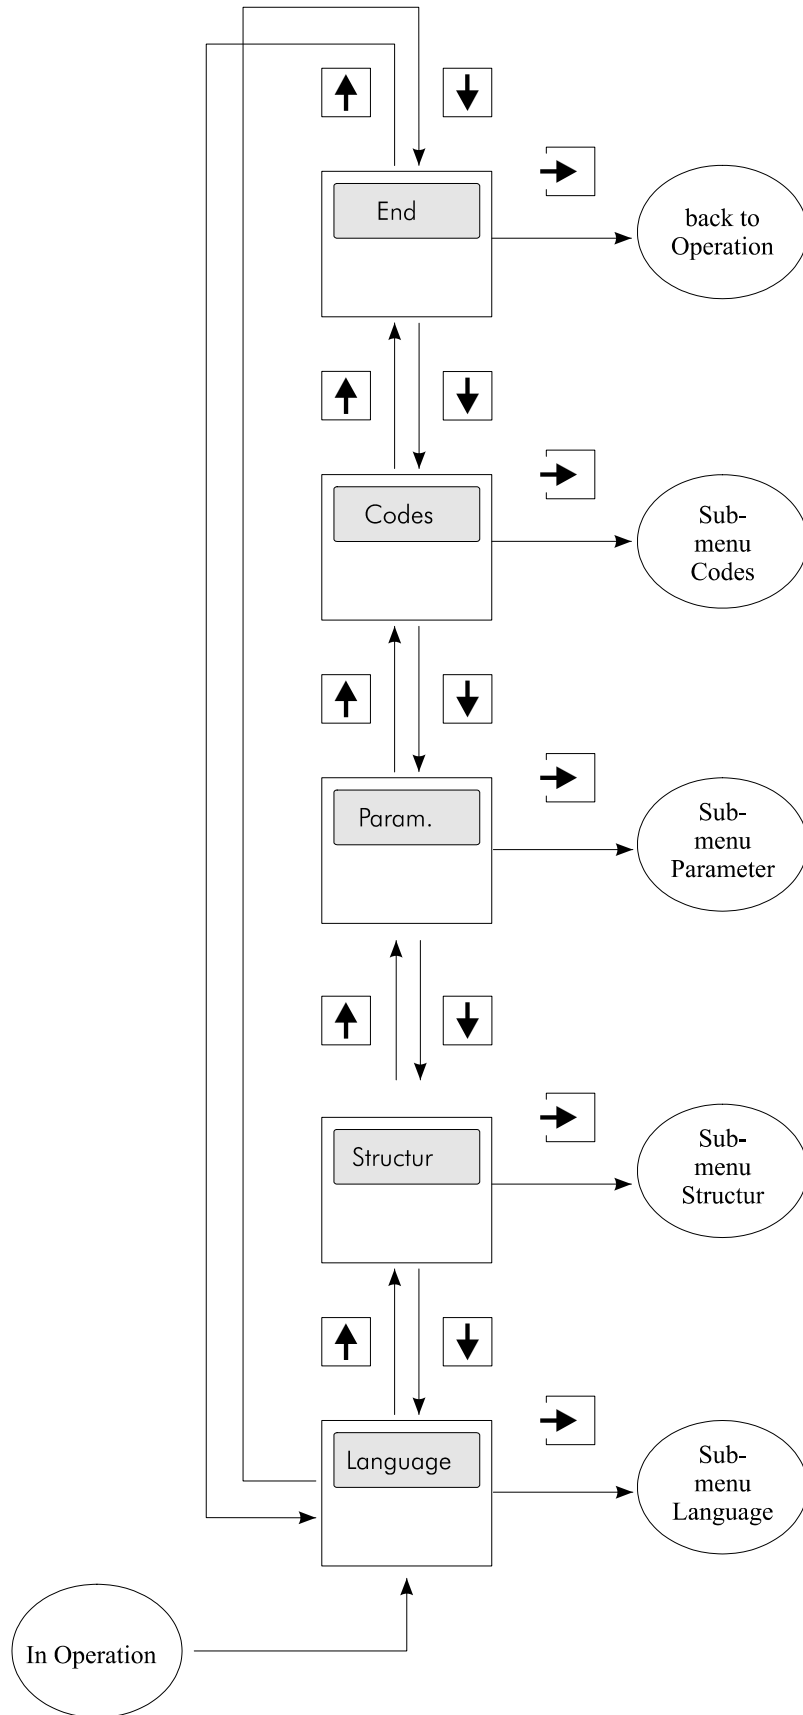 End
back to
Operation
Codes
Sub-
menu
Codes
Param.
Sub-
menu
Parameter
Structur
Sub-
menu
Structur
Language
Sub-
menu
Language
In Operation